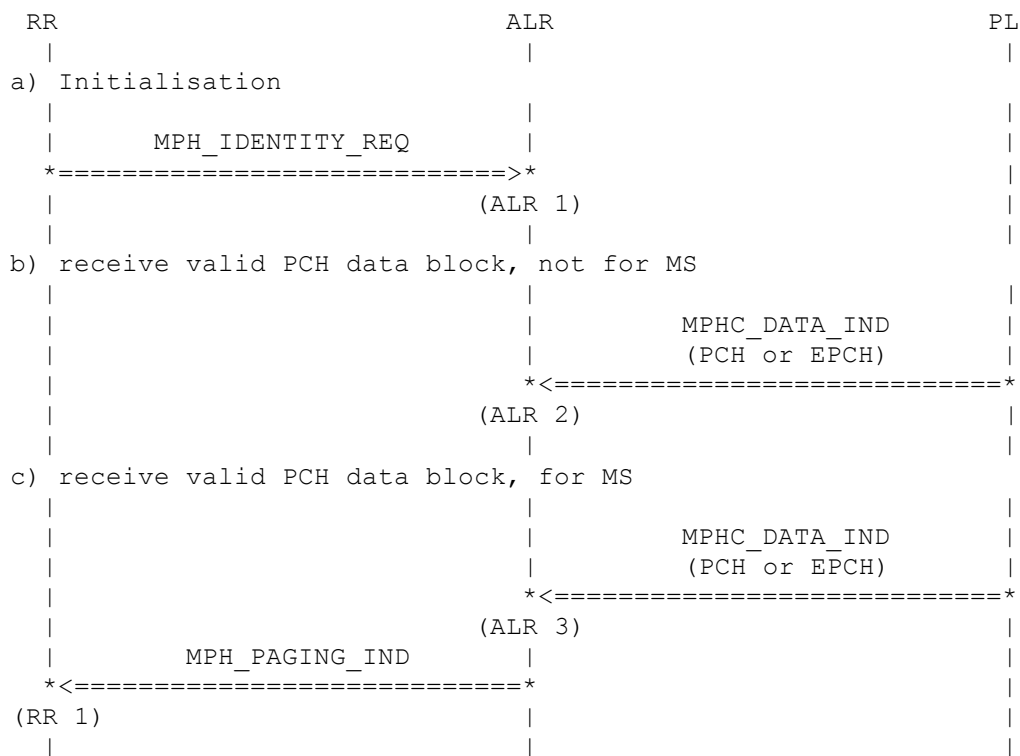 RR ALR PL
a) Initialisation
MPH_IDENTITY_REQ
*============================>*
(ALR 1)
b) receive valid PCH data block, not for MS
MPHC_DATA_IND
(PCH or EPCH)
*<============================*
(ALR 2)
c) receive valid PCH data block, for MS
MPHC_DATA_IND
(PCH or EPCH)
*<============================*
(ALR 3)
MPH_PAGING_IND
*<============================*
(RR 1)